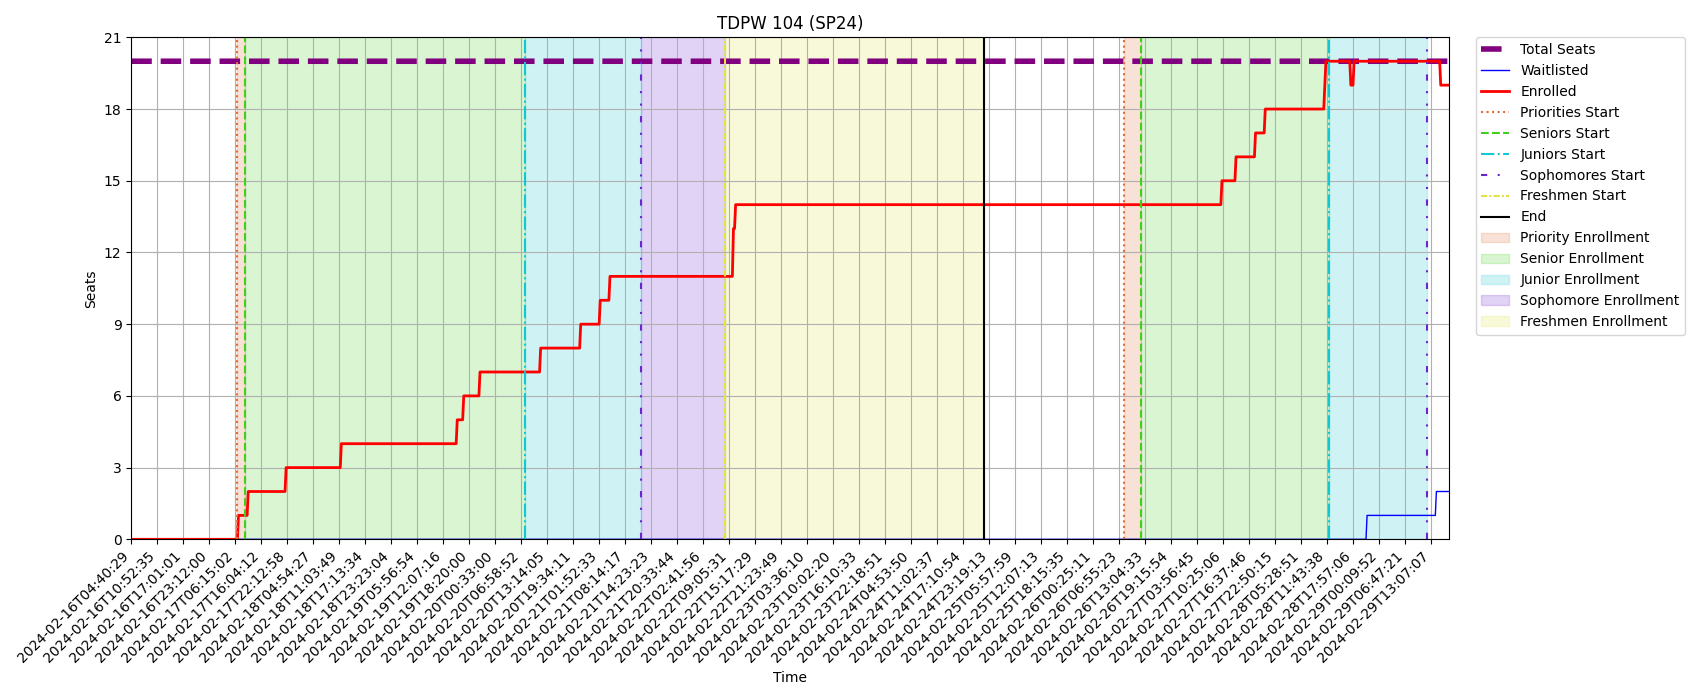 TDPW 104 (SP24)
Seats
21
18
15
12
9
6
3
0
2024-02-16T04:40:29
2024-02-16T10:52:35
2024-02-16T17:01:01
2024-02-16T23:12:00
2024-02-17T06:15:02
2024-02-17T16:04:12
2024-02-17T22:12:58
2024-02-18T04:54:27
2024-02-18T11:03:49
2024-02-18T17:13:34
2024-02-18T23:23:04
2024-02-19T05:56:54
2024-02-19T12:07:16
2024-02-19T18:20:00
2024-02-20T00:33:00
2024-02-20T06:58:52
2024-02-20T13:14:05
2024-02-20T19:34:11
2024-02-21T01:52:33
2024-02-21T08:14:17
2024-02-21T14:23:23
2024-02-21T20:33:44
2024-02-22T02:41:56
2024-02-22T09:05:31
2024-02-22T15:17:29
2024-02-22T21:23:49
2024-02-23T03:36:10
2024-02-23T10:02:20
2024-02-23T16:10:33
2024-02-23T22:18:51
2024-02-24T04:53:50
2024-02-24T11:02:37
2024-02-24T17:10:54
2024-02-24T23:19:13
2024-02-25T05:57:59
2024-02-25T12:07:13
2024-02-25T18:15:35
2024-02-26T00:25:11
2024-02-26T06:55:23
2024-02-26T13:04:33
2024-02-26T19:15:54
2024-02-27T03:56:45
2024-02-27T10:25:06
2024-02-27T16:37:46
2024-02-27T22:50:15
2024-02-28T05:28:51
2024-02-28T11:43:38
2024-02-28T17:57:06
2024-02-29T00:09:52
2024-02-29T06:47:21
2024-02-29T13:07:07
Time
Total Seats
Waitlisted
Enrolled
Priorities Start
Seniors Start
Juniors Start
Sophomores Start
Freshmen Start
End
Priority Enrollment
Senior Enrollment
Junior Enrollment
Sophomore Enrollment
Freshmen Enrollment